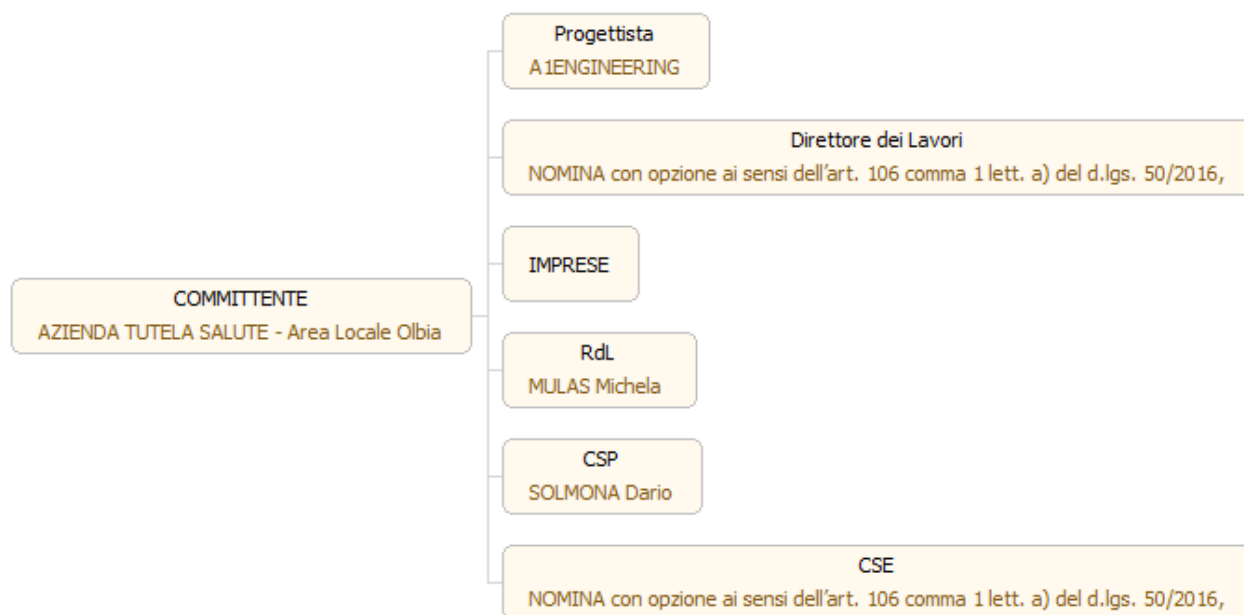 Progettista
A1ENGINEERING
Direttore dei Lavori
NOMINA con opzione ai sensi dell'art. 106 comma 1 lett. a) del d.lgs. 50/2016,
IMPRESE
COMMITTENTE
AZIENDA TUTELA SALUTE - Area Locale Olbia
RdL
MULAS Michela
CSP
SOLMONA Dario
CSE
NOMINA con opzione ai sensi dell'art. 106 comma 1 lett. a) del d.lgs. 50/2016,